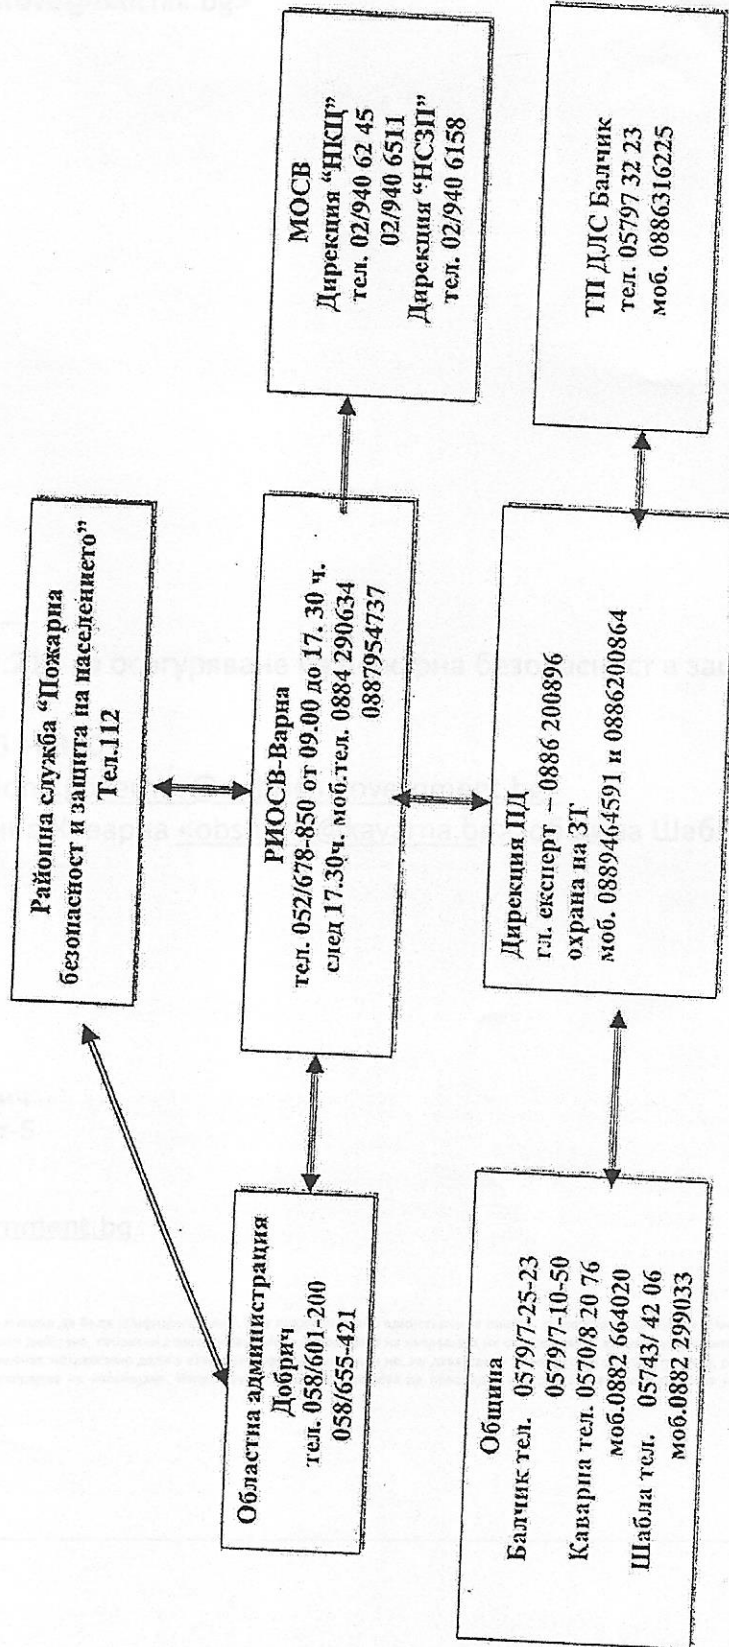 Районна служба “Пожарна
безопасност и защита на населението”
Тел.112
Областна администрация
Добрич
тел. 058/601-200
058/655-421
РИОСВ-Варна
тел. 052/678-850 от 09.00 до 17. 30 ч.
след 17.30ч. моб.тел. 0884 290634
0887954737
МОСВ
Дирекция “НКЦ”
тел. 02/940 62 45
02/940 6511
Дирекция “НСЗП”
тел. 02/940 6158
Община
Балчик тел. 0579/7-25-23
0579/7-10-50
Каварна тел. 0570/8 20 76
моб.0882 664020
Шабла тел. 05743/ 42 06
моб.0882 299033
Дирекция ПД
гл. експерт – 0886 200896
охрана на ЗТ
моб. 0889464591 и 0886200864
ТП ДЛС Балчик
тел. 05797 32 23
моб. 0886316225